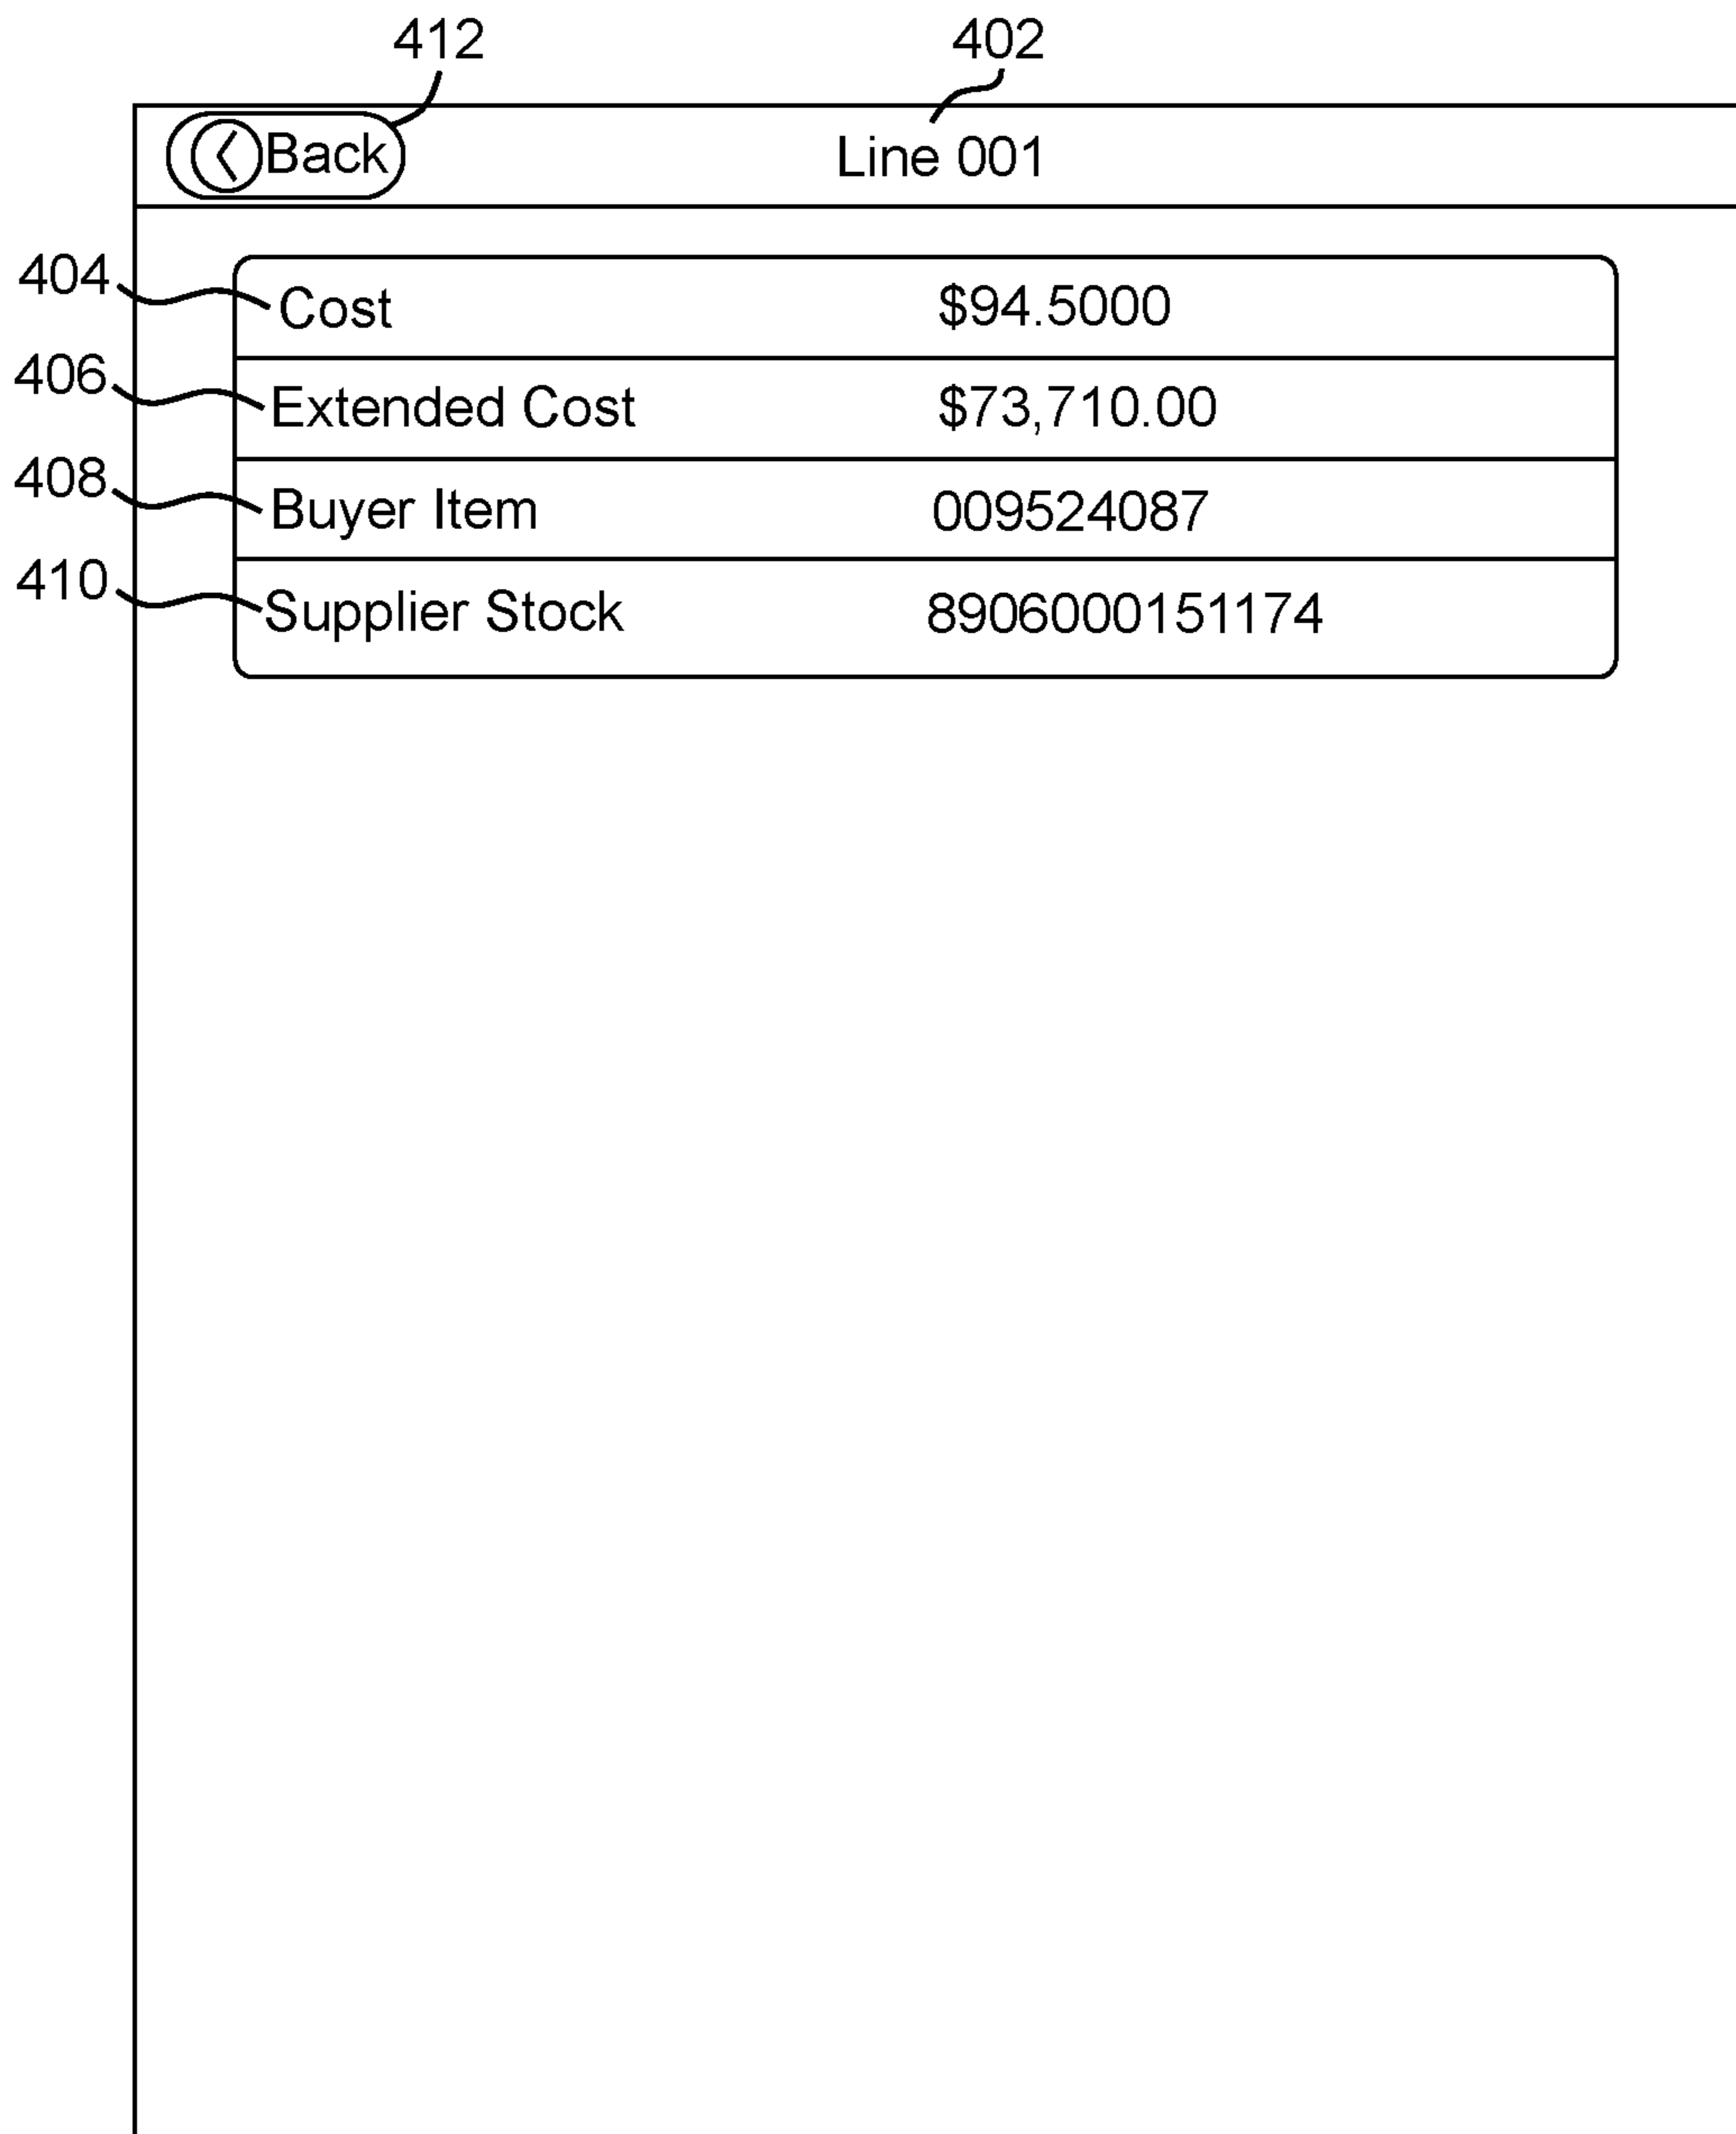 412 402
Back Line 001
404 Cost $94.5000
406 Extended Cost $73,710.00
408 Buyer Item 009524087
410 Supplier Stock 8906000151174